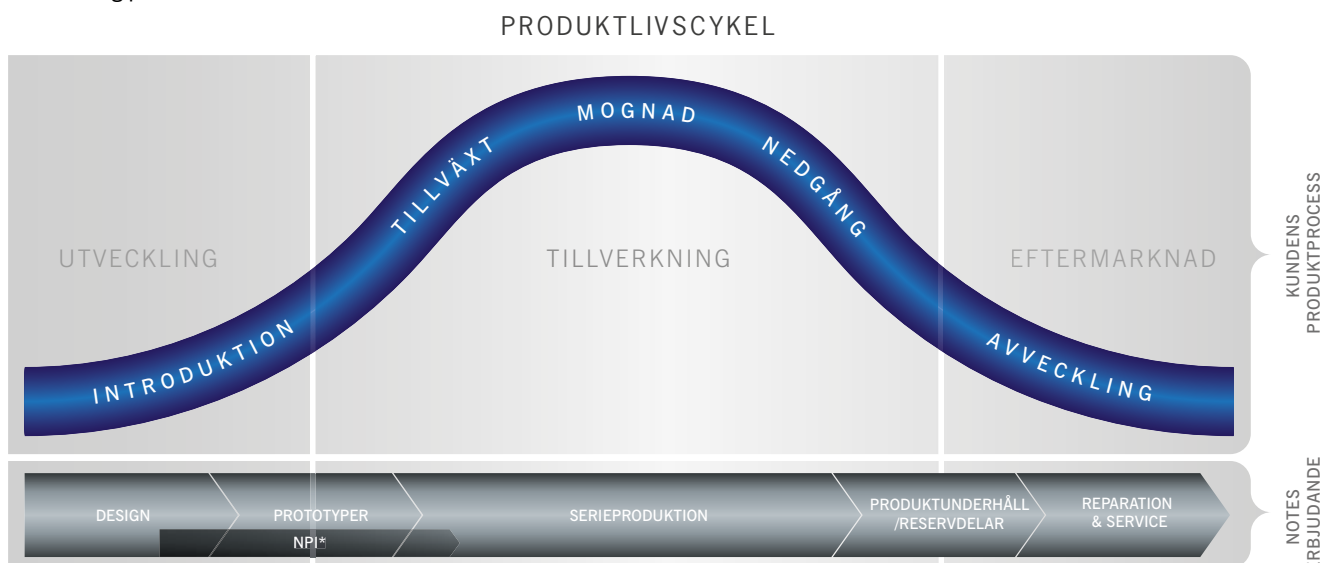 PRODUKTLIVSCYKEL
INTRODUKTION
TILLVÄXT
MOGNAD
NEDGÅNG
AVVECKLING
UTVECKLING
TILLVERKNING
EFTERMARKNAD
KUNDENS
PRODUKTPROCESS
DESIGN
PROTOTYPER
NPI*
SERIEPRODUKTION
PRODUKTUNDERHÅLL
/RESERVDELAR
REPARATION
& SERVICE
NOTES